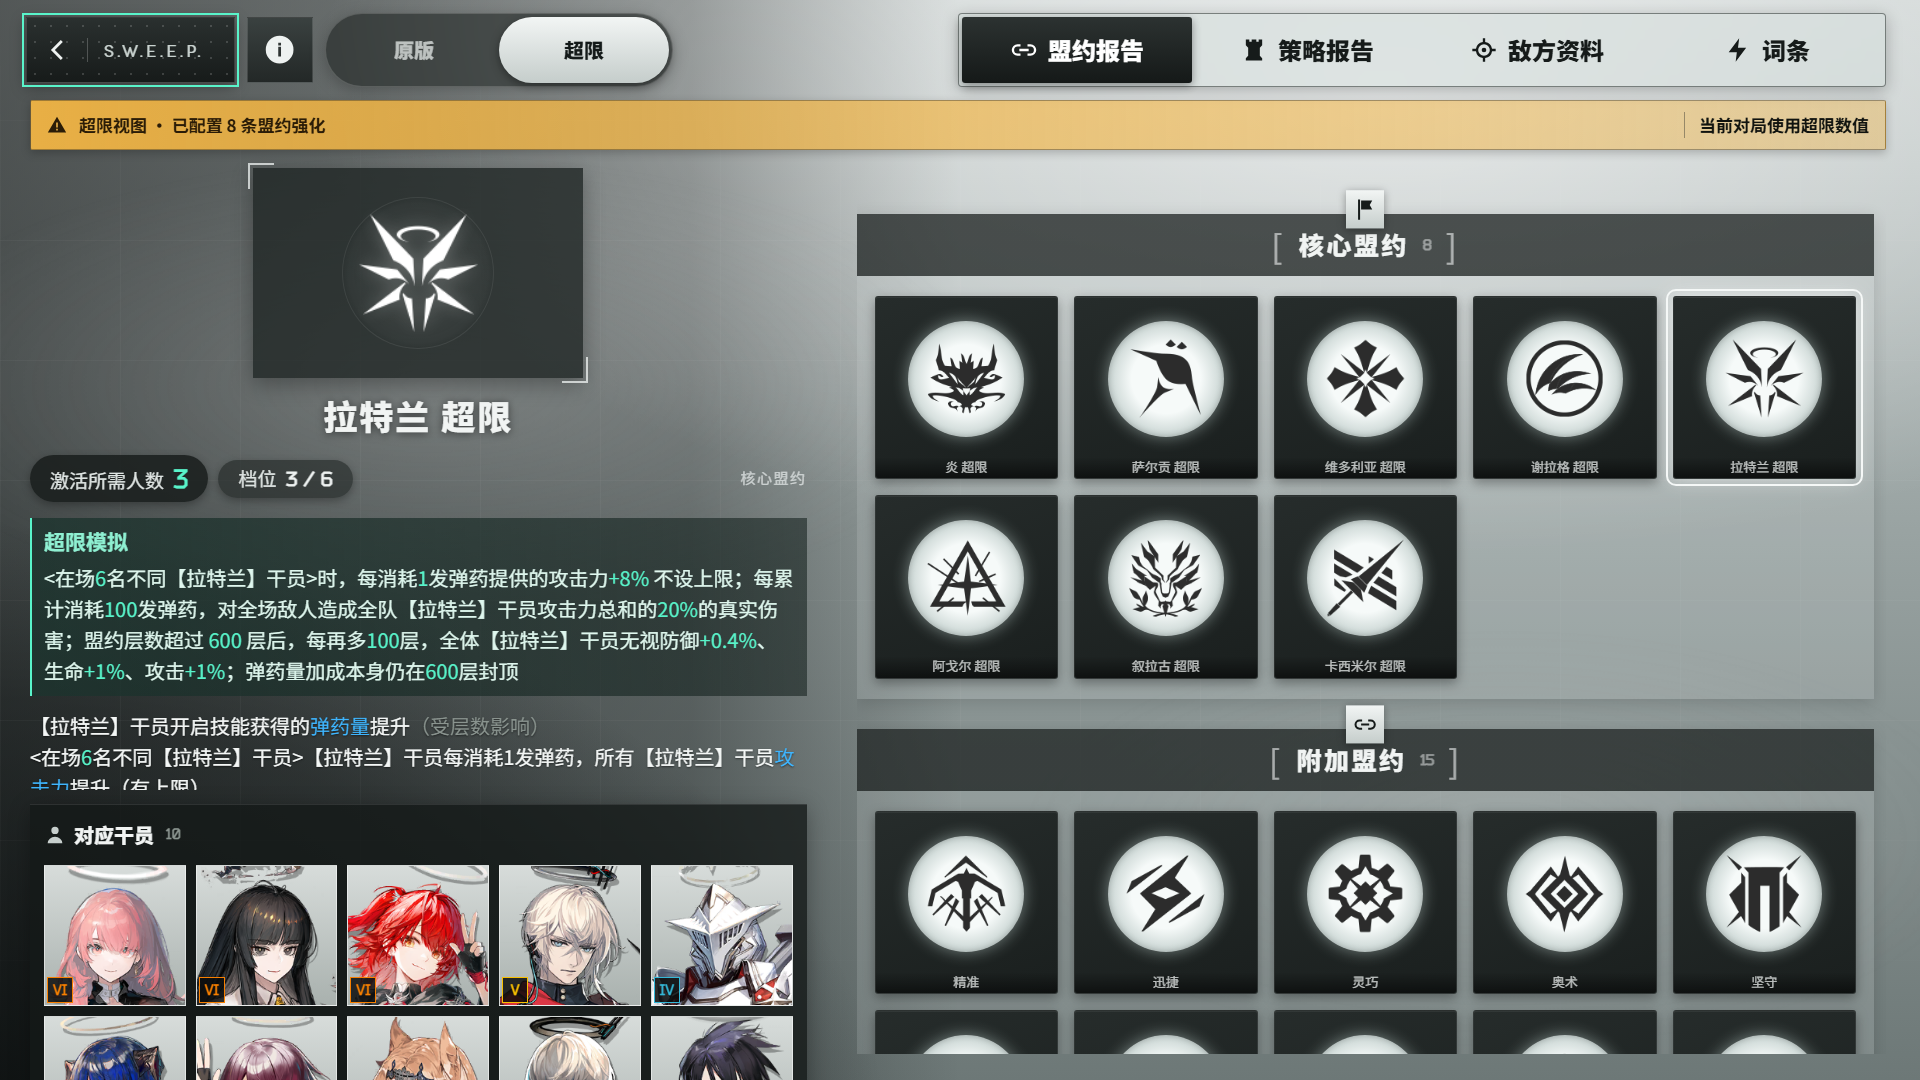 S.W.E.E.P.
原版
超限
盟约报告
策略报告
敌方资料
词条
超限视图 • 已配置 8 条盟约强化
当前对局使用超限数值
拉特兰 超限
激活所需人数 3
档位 3/6
核心盟约
超限模拟
<在场6名不同【拉特兰】干员>时，每消耗1发弹药提供的攻击力+8% 不设上限；每累
计消耗100发弹药，对全场敌人造成全队【拉特兰】干员攻击力总和的20%的真实伤
害；盟约层数超过 600 层后，每再多100层，全体【拉特兰】干员无视防御+0.4%、
生命+1%、攻击+1%；弹药量加成本身仍在600层封顶
【拉特兰】干员开启技能获得的弹药量提升（受层数影响）
<在场6名不同【拉特兰】干员>【拉特兰】干员每消耗1发弹药，所有【拉特兰】干员攻
击力提升（有上限）
对应干员 10
VI
VI
VI
V
IV
[ 核心盟约 8 ]
炎 超限
萨尔贡 超限
维多利亚 超限
谢拉格 超限
拉特兰 超限
阿戈尔 超限
叙拉古 超限
卡西米尔 超限
[ 附加盟约 15 ]
精准
迅捷
灵巧
奥术
坚守